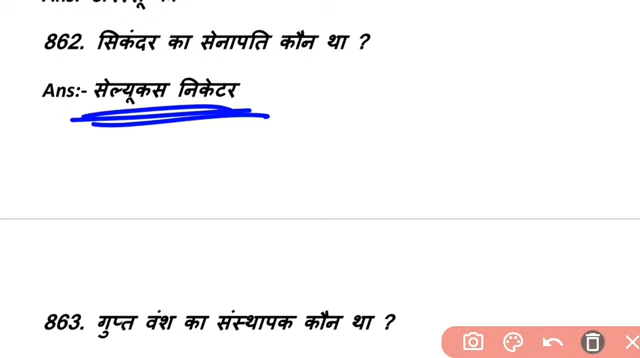 862. सिकंदर का सेनापति कौन था ?
Ans:- सेल्यूकस निकेटर
863. गुप्त वंश का संस्थापक कौन था ?